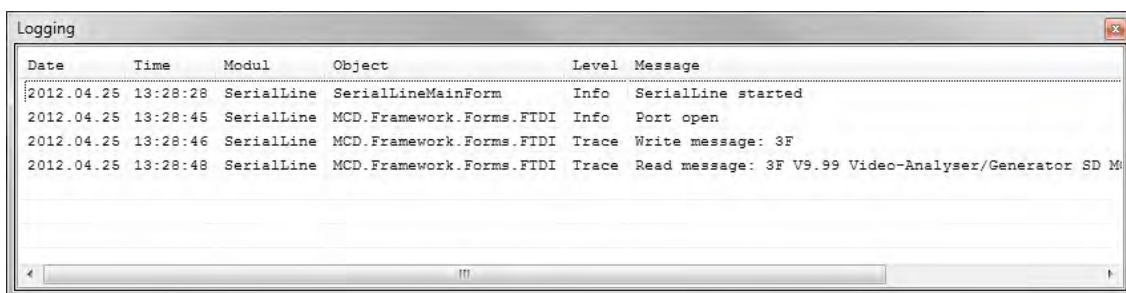 Logging
Date Time Modul Object Level Message
2012.04.25 13:28:28 SerialLine SerialLineMainForm Info SerialLine started
2012.04.25 13:28:45 SerialLine MCD.Framework.Forms.FTDI Info Port open
2012.04.25 13:28:46 SerialLine MCD.Framework.Forms.FTDI Trace Write message: 3F
2012.04.25 13:28:48 SerialLine MCD.Framework.Forms.FTDI Trace Read message: 3F V9.99 Video-Analyser/Generator SD